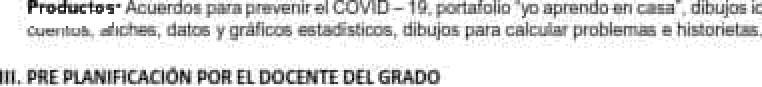 Productos: Acuerdos para prevenir el COVID – 19, portafolio "yo aprendo en casa", dibujos
cuentos, afiches, datos y gráficos estadísticos, dibujos para calcular problemas e historietas.
III. PRE PLANIFICACIÓN POR EL DOCENTE DEL GRADO